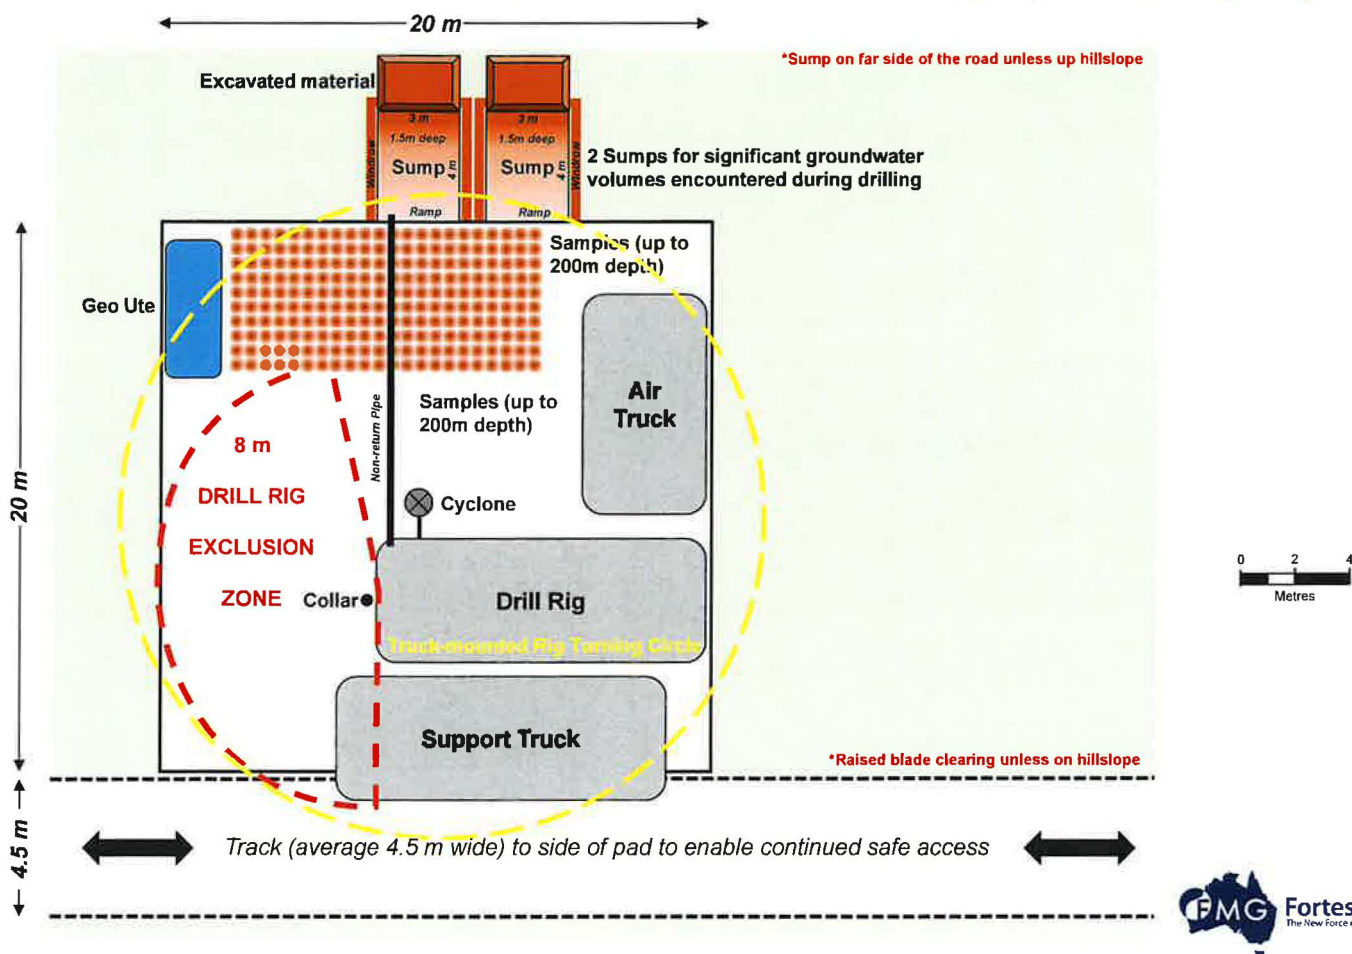 20 m
*Sump on far side of the road unless up hillslope
Excavated material
3 m
1.5m deep
Sump
4 m
Ramp
Windrow
3 m
1.5m deep
Sump
4 m
Ramp
Windrow
2 Sumps for significant groundwater
volumes encountered during drilling
Samples (up to
200m depth)
Geo Ute
Air
Truck
Samples (up to
200m depth)
Non-return Pipe
8 m
DRILL RIG
EXCLUSION
ZONE
Cyclone
Collar
Drill Rig
Truck-mounted Rig Turning Circle
Support Truck
20 m
0 2 4
Metres
*Raised blade clearing unless on hillslope
4.5 m
Track (average 4.5 m wide) to side of pad to enable continued safe access
FMG
Fortes
The New Force